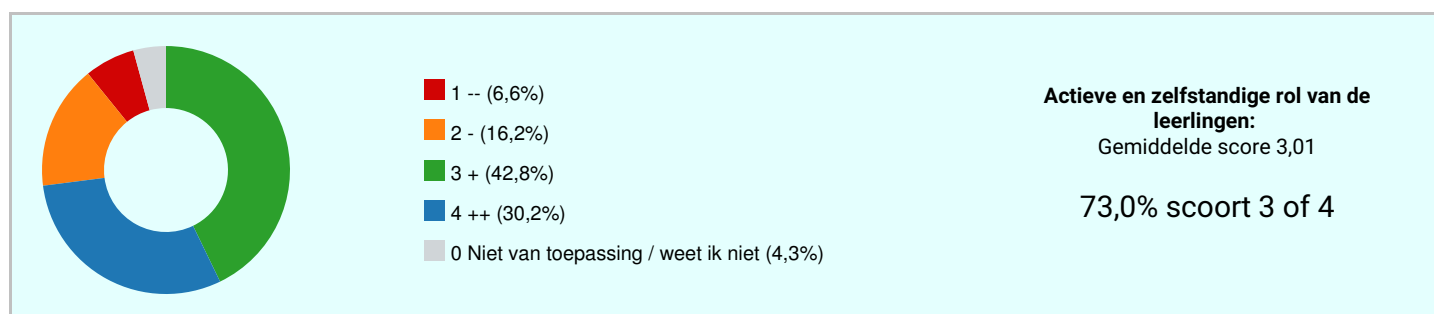 1 -- (6,6%)
2 - (16,2%)
3 + (42,8%)
4 ++ (30,2%)
0 Niet van toepassing / weet ik niet (4,3%)
Actieve en zelfstandige rol van de
leerlingen:
Gemiddelde score 3,01
73,0% scoort 3 of 4